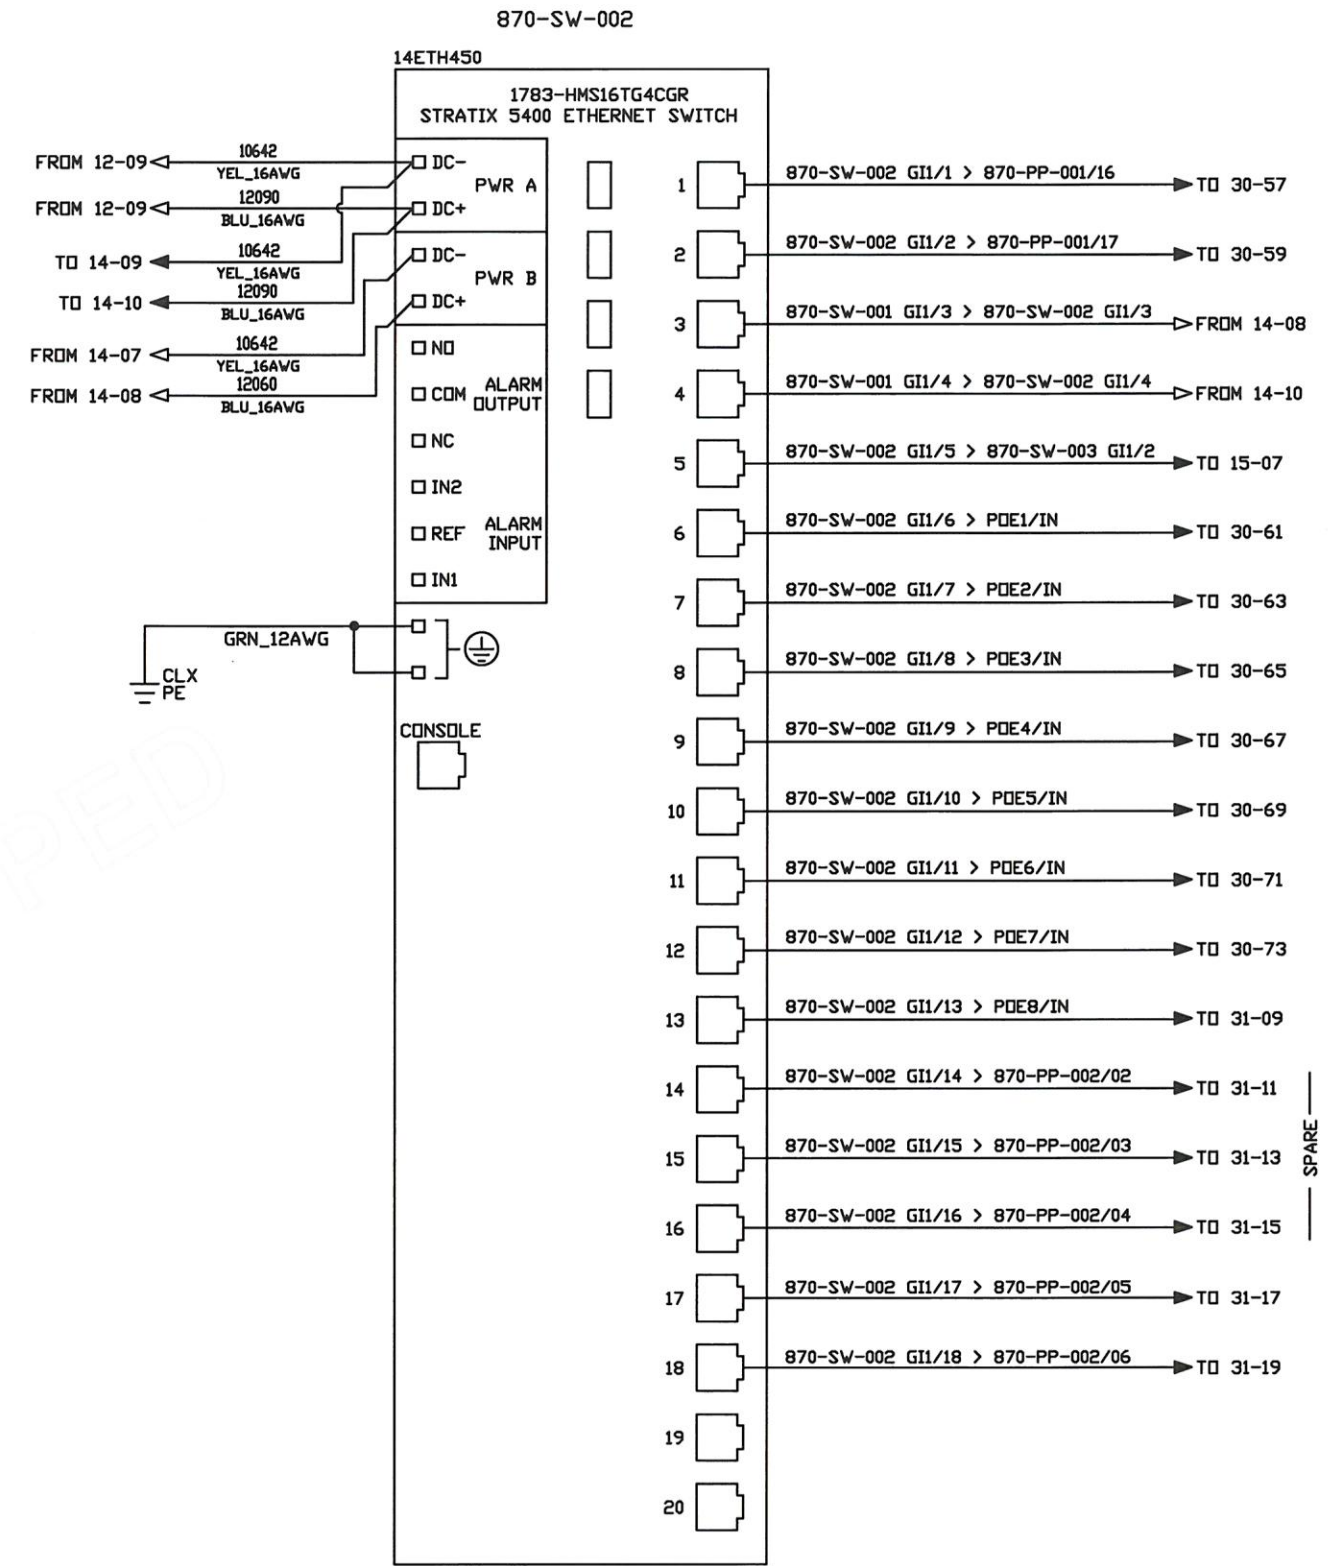 870-SW-002
14ETH450
1783-HMS16TG4CGR
STRATIX 5400 ETHERNET SWITCH
FROM 12-09
10642
YEL_16AWG
DC-
PWR A
FROM 12-09
12090
BLU_16AWG
DC+
TO 14-09
10642
YEL_16AWG
DC-
PWR B
TO 14-10
12090
BLU_16AWG
DC+
FROM 14-07
10642
YEL_16AWG
NO
FROM 14-08
12060
BLU_16AWG
COM
ALARM
OUTPUT
NC
IN2
REF
ALARM
INPUT
IN1
GRN_12AWG
CLX
PE
CONSOLE
1 870-SW-002 GI1/1 > 870-PP-001/16 TO 30-57
2 870-SW-002 GI1/2 > 870-PP-001/17 TO 30-59
3 870-SW-001 GI1/3 > 870-SW-002 GI1/3 FROM 14-08
4 870-SW-001 GI1/4 > 870-SW-002 GI1/4 FROM 14-10
5 870-SW-002 GI1/5 > 870-SW-003 GI1/2 TO 15-07
6 870-SW-002 GI1/6 > POE1/IN TO 30-61
7 870-SW-002 GI1/7 > POE2/IN TO 30-63
8 870-SW-002 GI1/8 > POE3/IN TO 30-65
9 870-SW-002 GI1/9 > POE4/IN TO 30-67
10 870-SW-002 GI1/10 > POE5/IN TO 30-69
11 870-SW-002 GI1/11 > POE6/IN TO 30-71
12 870-SW-002 GI1/12 > POE7/IN TO 30-73
13 870-SW-002 GI1/13 > POE8/IN TO 31-09
14 870-SW-002 GI1/14 > 870-PP-002/02 TO 31-11
15 870-SW-002 GI1/15 > 870-PP-002/03 TO 31-13
16 870-SW-002 GI1/16 > 870-PP-002/04 TO 31-15
SPARE
17 870-SW-002 GI1/17 > 870-PP-002/05 TO 31-17
18 870-SW-002 GI1/18 > 870-PP-002/06 TO 31-19
19
20